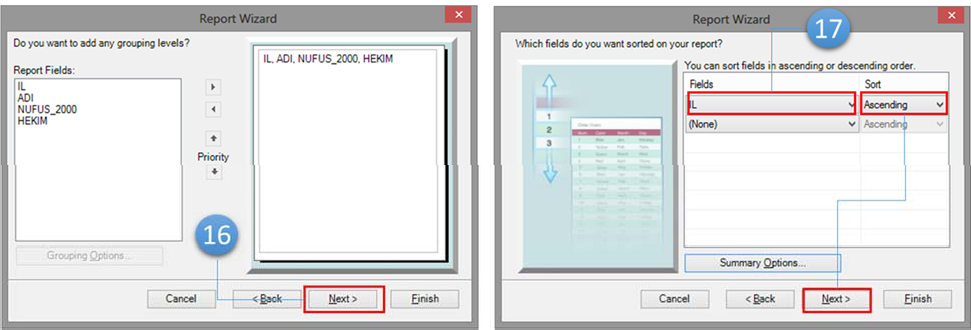 Report Wizard
Do you want to add any grouping levels?
Report Fields:
IL
ADI
NUFUS_2000
HEKIM
Priority
IL, ADI, NUFUS_2000, HEKIM
16
Grouping Options...
Cancel
< Back
Next >
Finish
Report Wizard
17
Which fields do you want sorted on your report?
You can sort fields in ascending or descending order.
Fields Sort
IL Ascending
(None) Ascending
1
2
3
Summary Options...
Cancel
< Back
Next >
Finish